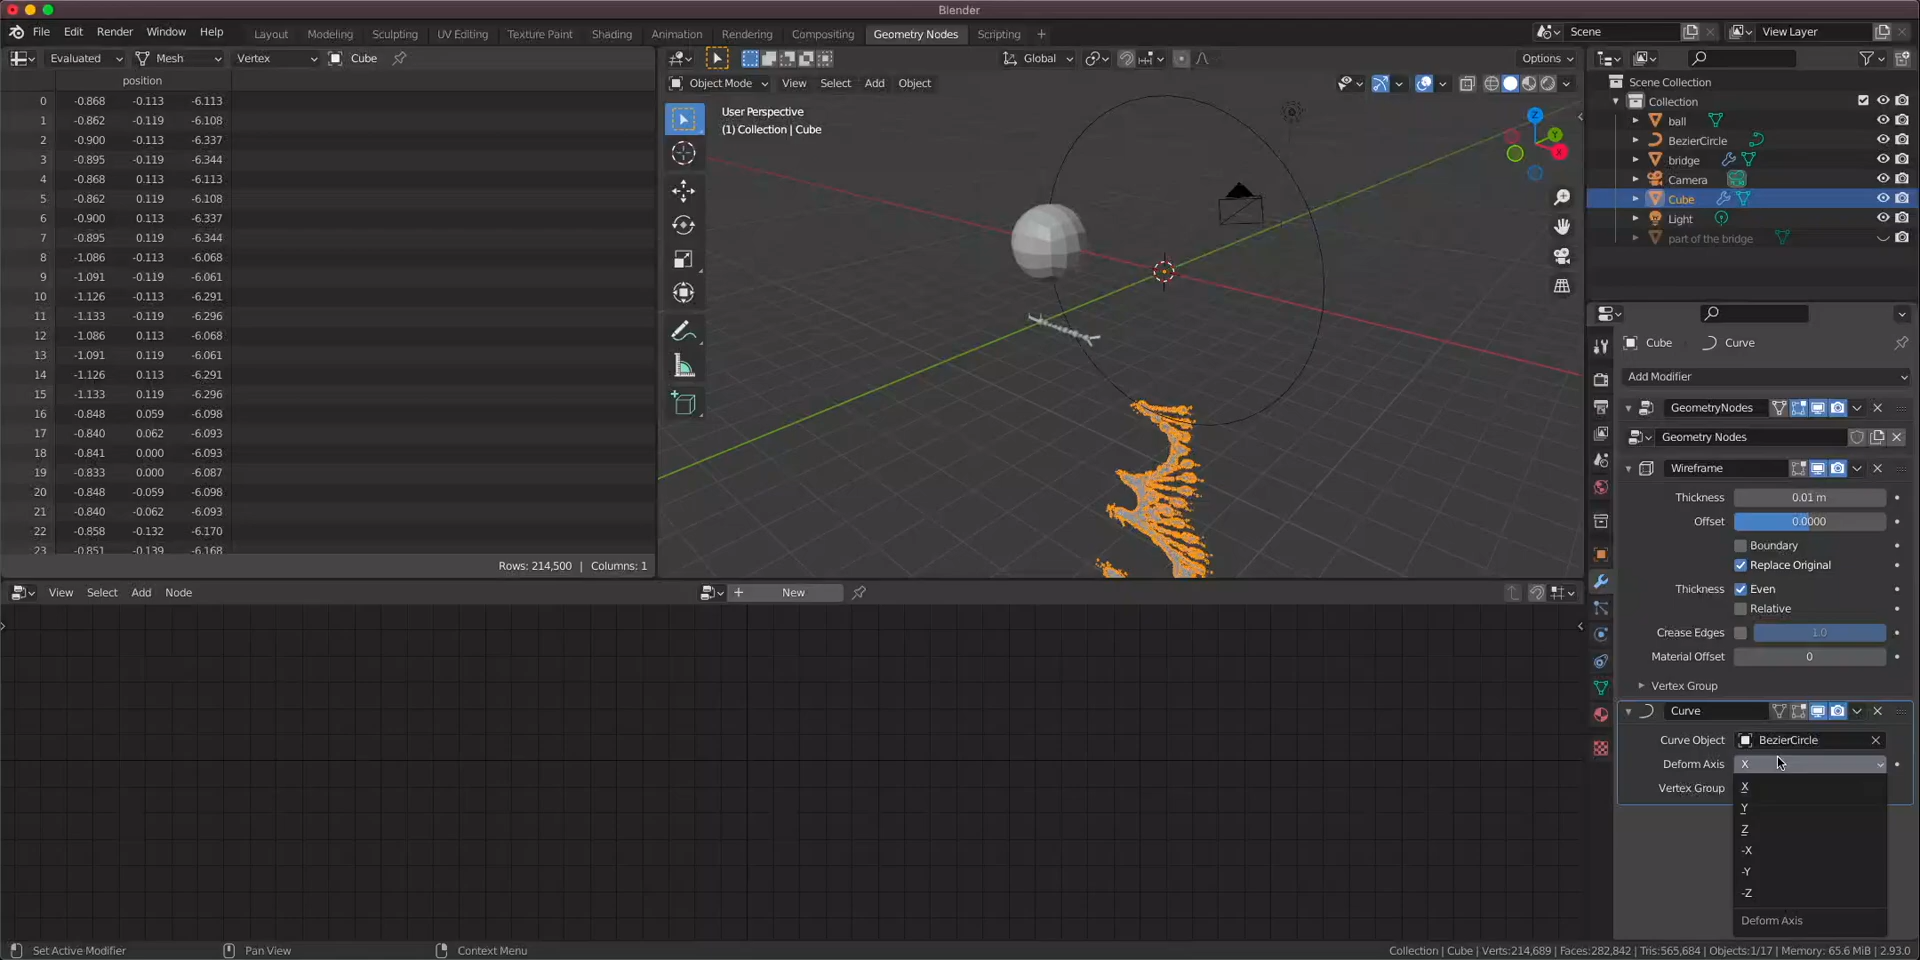 Blender
File Edit Render Window Help Layout Modeling Sculpting UV Editing Texture Paint Shading Animation Rendering Compositing Geometry Nodes Scripting + Scene View Layer
Evaluated Mesh Vertex Cube Global Options
Object Mode View Select Add Object
position
0 -0.868 -0.113 -6.113
1 -0.862 -0.119 -6.108
2 -0.900 -0.113 -6.337
3 -0.895 -0.119 -6.344
4 -0.868 0.113 -6.113
5 -0.862 0.119 -6.108
6 -0.900 0.113 -6.337
7 -0.895 0.119 -6.344
8 -1.086 -0.113 -6.068
9 -1.091 -0.119 -6.061
10 -1.126 -0.113 -6.291
11 -1.133 -0.119 -6.296
12 -1.086 0.113 -6.068
13 -1.091 0.119 -6.061
14 -1.126 0.113 -6.291
15 -1.133 0.119 -6.296
16 -0.848 0.059 -6.098
17 -0.840 0.062 -6.093
18 -0.841 0.000 -6.093
19 -0.833 0.000 -6.087
20 -0.848 -0.059 -6.098
21 -0.840 -0.062 -6.093
22 -0.858 -0.132 -6.170
23 -0.851 -0.139 -6.168
Rows: 214,500 | Columns: 1
User Perspective
(1) Collection | Cube
Z
Y
X
Scene Collection
Collection
ball
BezierCircle
bridge
Camera
Cube
Light
part of the bridge
Cube Curve
Add Modifier
GeometryNodes
Geometry Nodes
Wireframe
Thickness 0.01 m
Offset 0.0000
Boundary
Replace Original
Thickness Even
Relative
Crease Edges 1.0
Material Offset 0
Vertex Group
Curve
Curve Object BezierCircle
Deform Axis X
Vertex Group
X
Y
Z
-X
-Y
-Z
Deform Axis
View Select Add Node + New
Set Active Modifier Pan View Context Menu Collection | Cube | Verts:214,689 | Faces:282,842 | Tris:565,684 | Objects:1/17 | Memory: 65.6 MiB | 2.93.0